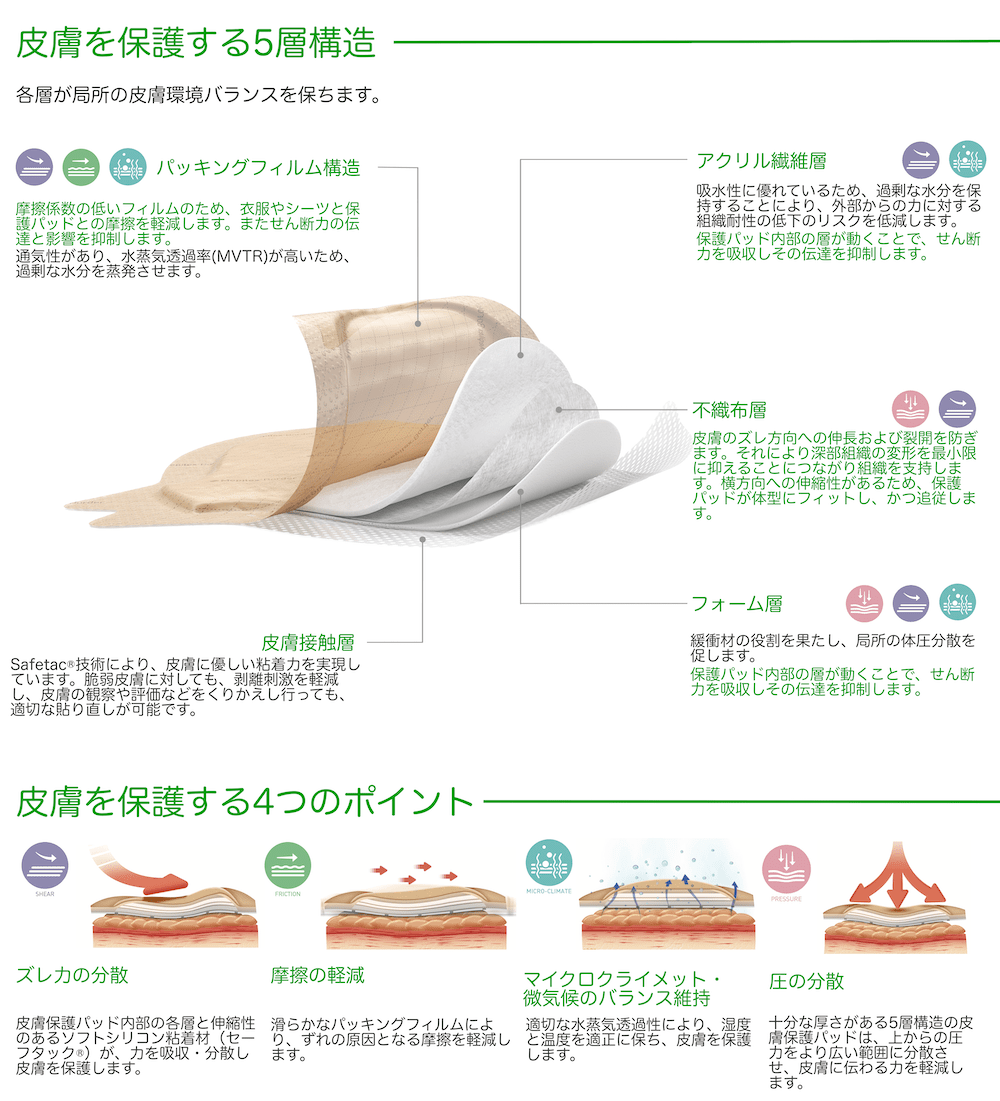 皮膚を保護する5層構造
各層が局所の皮膚環境バランスを保ちます。
パッキングフィルム構造
摩擦係数の低いフィルムのため、衣服やシーツと保
護パッドとの摩擦を軽減します。またせん断力の伝
達と影響を抑制します。
通気性があり、水蒸気透過率(MVTR)が高いため、
過剰な水分を蒸発させます。
アクリル繊維層
吸水性に優れているため、過剰な水分を保
持することにより、外部からの力に対する
組織耐性の低下のリスクを低減します。
保護パッド内部の層が動くことで、せん断
力を吸収しその伝達を抑制します。
不織布層
皮膚のズレ方向への伸長および裂開を防ぎ
ます。それにより深部組織の変形を最小限
に抑えることにつながり組織を支持しま
す。横方向への伸縮性があるため、保護
パッドが体型にフィットし、かつ追従しま
す。
フォーム層
緩衝材の役割を果たし、局所の体圧分散を
促します。
保護パッド内部の層が動くことで、せん断
力を吸収しその伝達を抑制します。
皮膚接触層
Safetac®技術により、皮膚に優しい粘着力を実現し
ています。脆弱皮膚に対しても、剥離刺激を軽減
し、皮膚の観察や評価などをくりかえし行っても、
適切な貼り直しが可能です。
皮膚を保護する4つのポイント
SHEAR
ズレ力の分散
皮膚保護パッド内部の各層と伸縮性
のあるソフトシリコン粘着材（セー
フタック®）が、力を吸収・分散し
皮膚を保護します。
FRICTION
摩擦の軽減
滑らかなパッキングフィルムによ
り、ずれの原因となる摩擦を軽減し
ます。
MICRO-CLIMATE
マイクロクライメット・
微気候のバランス維持
適切な水蒸気透過性により、湿度
と温度を適正に保ち、皮膚を保護
します。
PRESSURE
圧の分散
十分な厚さがある5層構造の皮
膚保護パッドは、上からの圧
力をより広い範囲に分散さ
せ、皮膚に伝わる力を軽減し
ます。